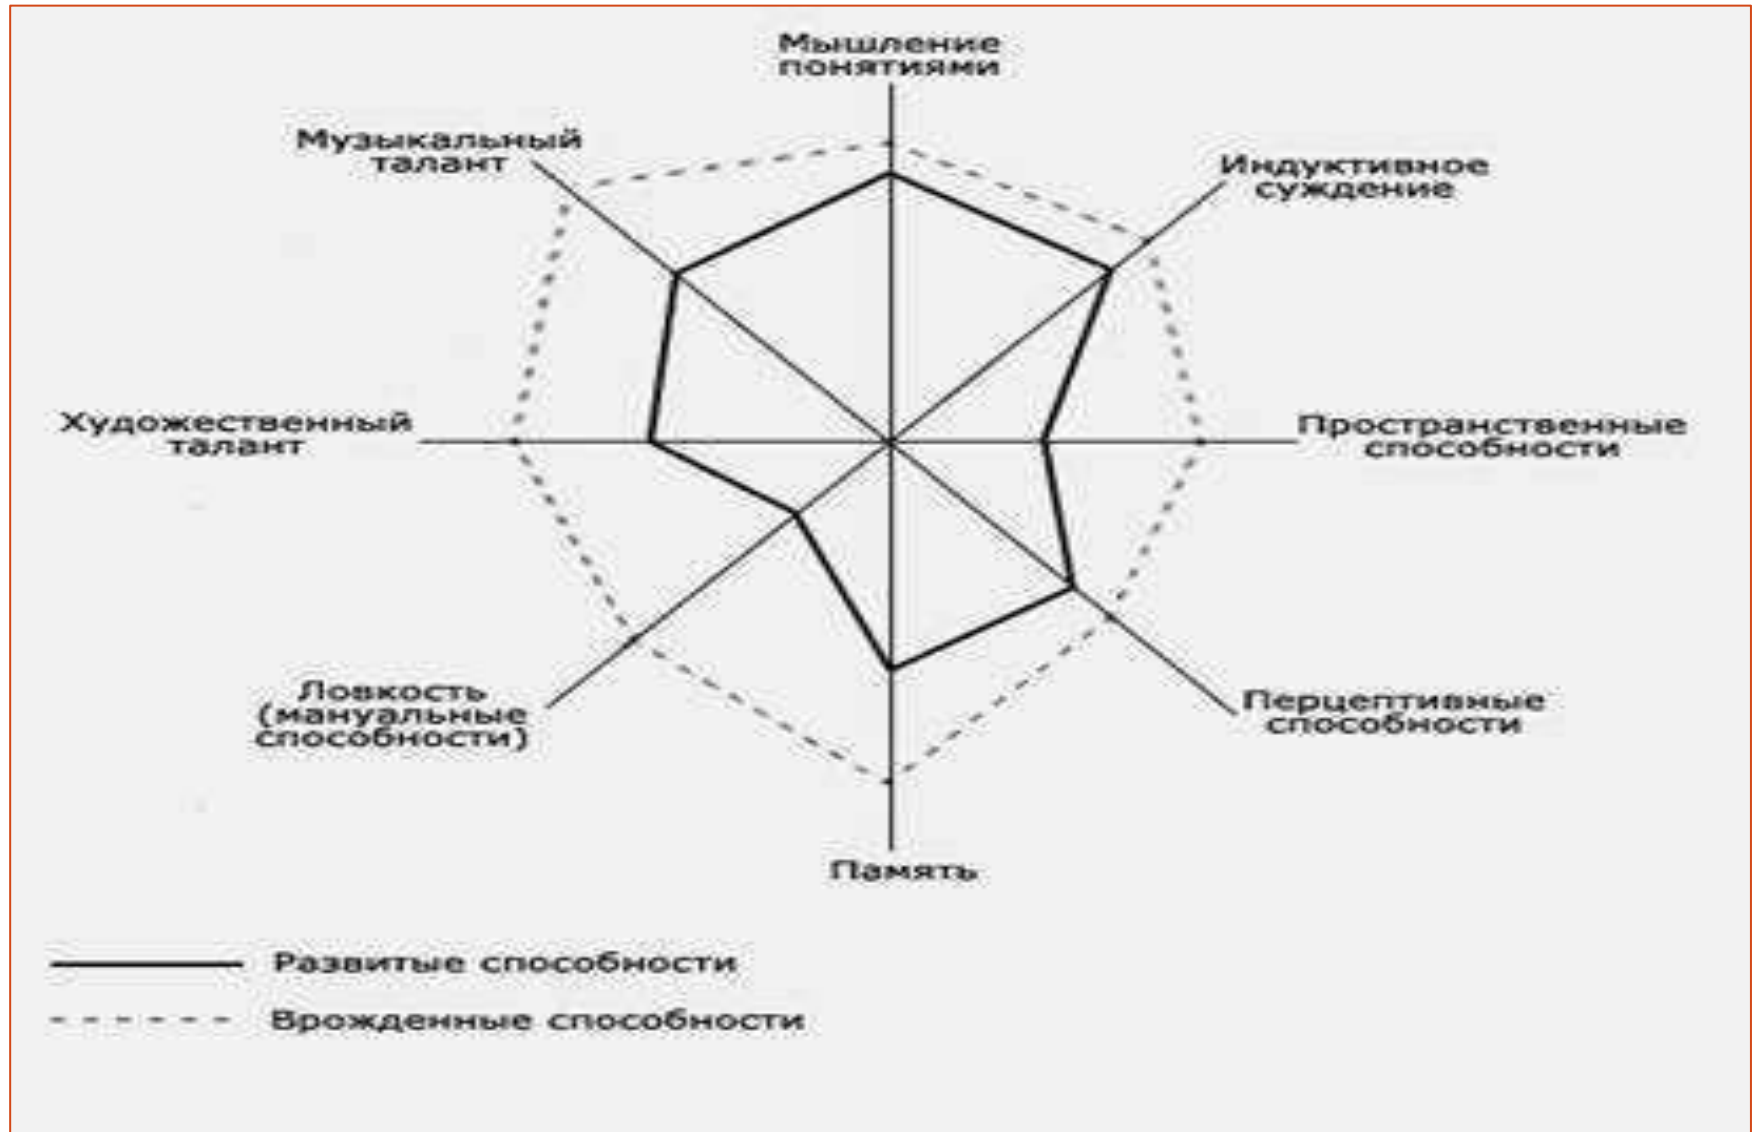 Мышление
понятиями
Музыкальный
талант
Индуктивное
суждение
Художественный
талант
Пространственные
способности
Ловкость
(мануальные
способности)
Перцептивные
способности
Память
Развитые способности
Врожденные способности